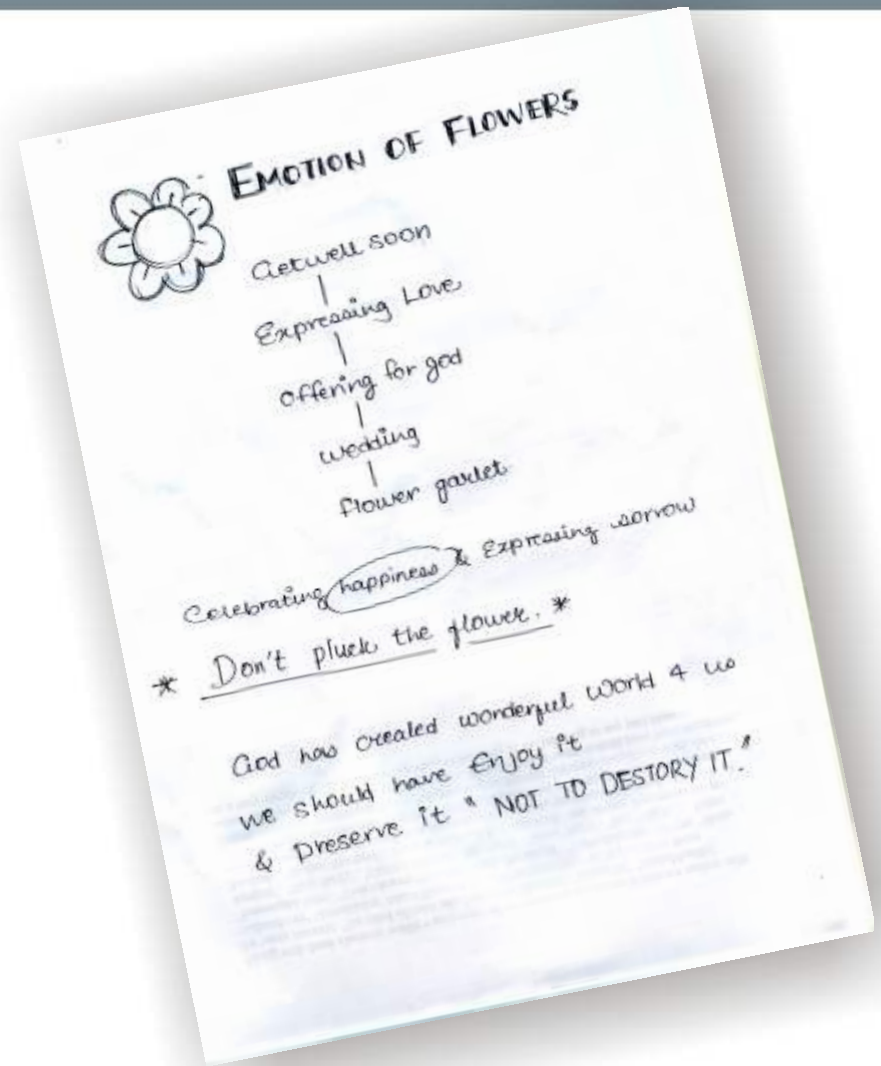 EMOTION OF FLOWERS
Getwell soon
Expressing Love
Offering for god
wedding
flower garlet
Celebrating happiness & Expressing sorrow
* Don't pluck the flower. *
God has created wonderful world 4 us
we should have Enjoy it
& Preserve it " NOT TO DESTORY IT."